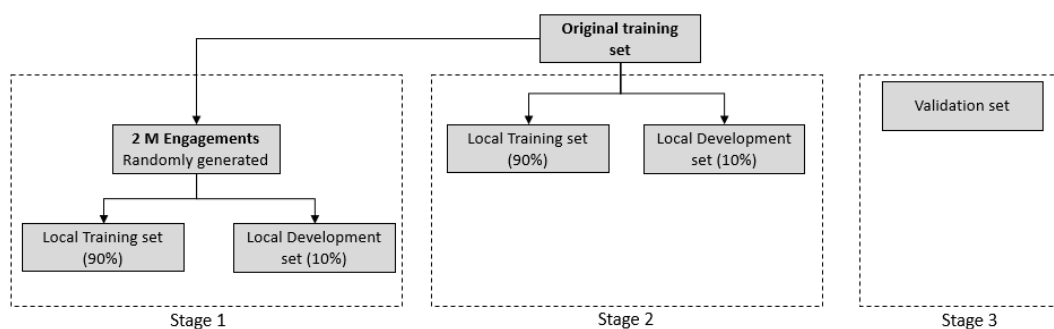 Original training
set
2 M Engagements
Randomly generated
Local Training set
(90%)
Local Development
set (10%)
Stage 1
Local Training set
(90%)
Local Development
set (10%)
Stage 2
Validation set
Stage 3